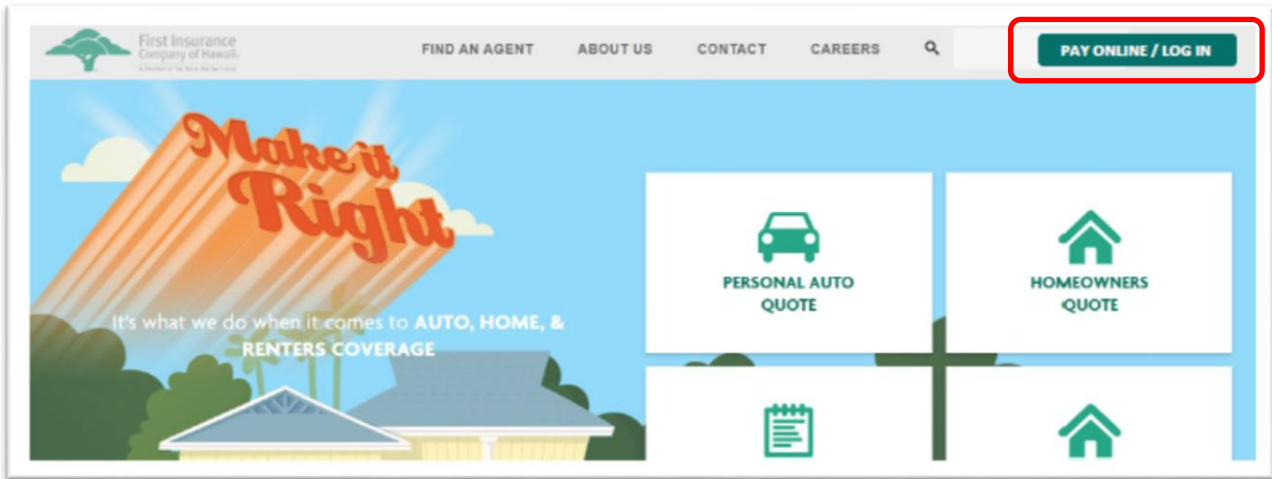 First Insurance
Company of Hawaii
FIND AN AGENT
ABOUT US
CONTACT
CAREERS
PAY ONLINE / LOG IN
Make it
Right
It's what we do when it comes to AUTO, HOME, &
RENTERS COVERAGE
PERSONAL AUTO
QUOTE
HOMEOWNERS
QUOTE